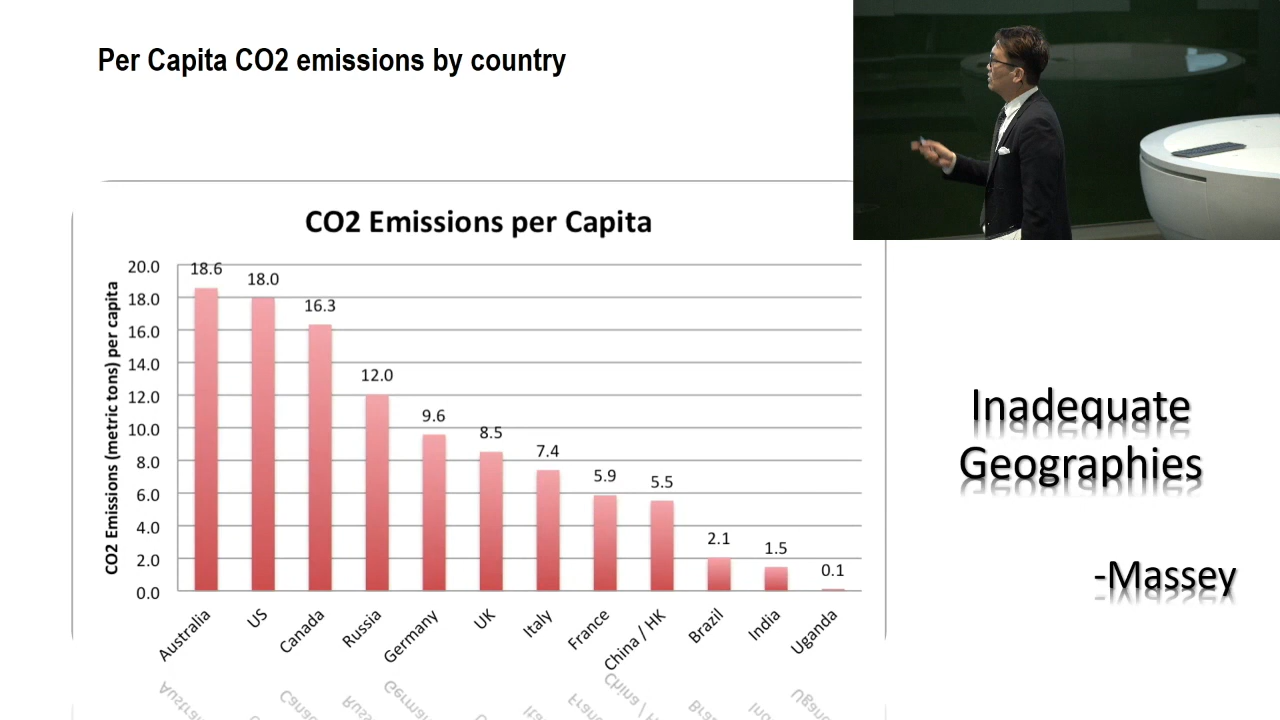 Per Capita CO2 emissions by country
CO2 Emissions per Capita
CO2 Emissions (metric tons) per capita
20.0
18.0
16.0
14.0
12.0
10.0
8.0
6.0
4.0
2.0
0.0
18.6
18.0
16.3
12.0
9.6
8.5
7.4
5.9
5.5
2.1
1.5
0.1
Australia
US
Canada
Russia
Germany
UK
Italy
France
China / HK
Brazil
India
Uganda
Inadequate
Geographies
-Massey